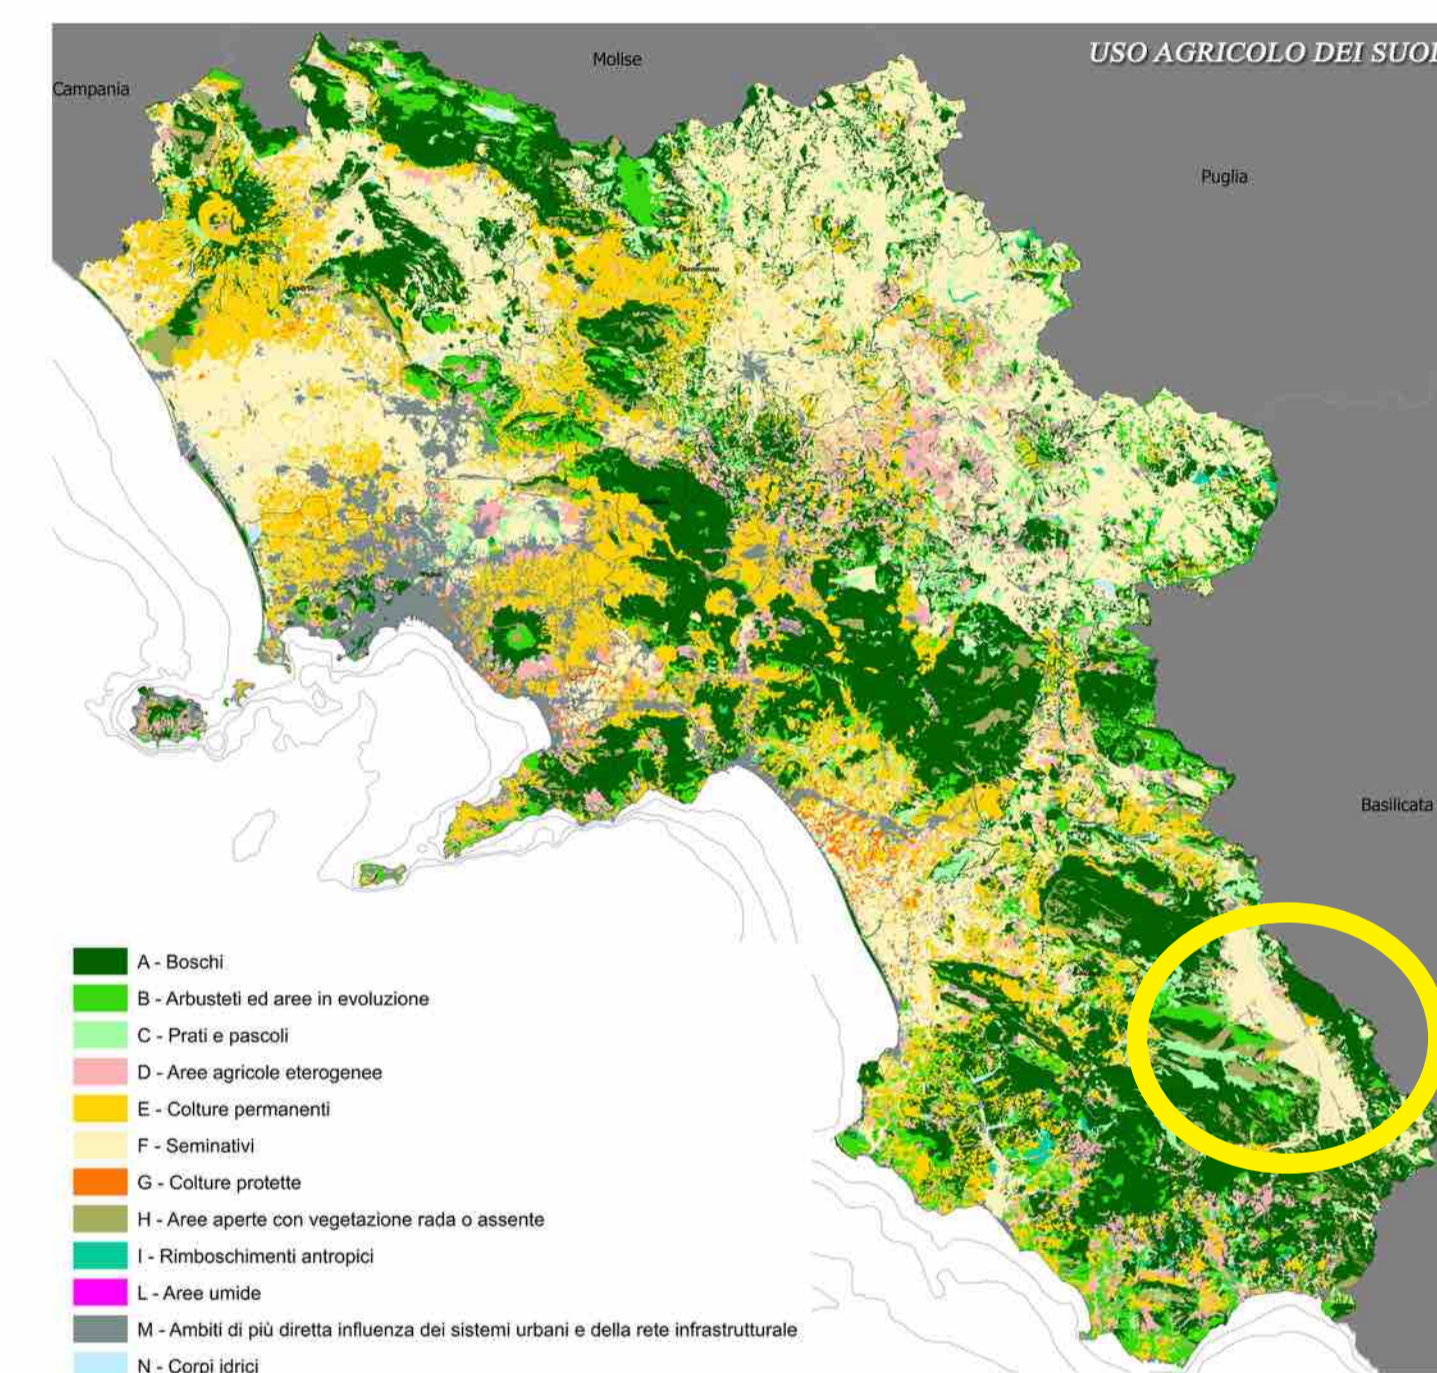 USO AGRICOLO DEI SUOL
Molise
Campania
Puglia
Benevento
Basilicata
A - Boschi
B - Arbusteti ed aree in evoluzione
C - Prati e pascoli
D - Aree agricole eterogenee
E - Colture permanenti
F - Seminativi
G - Colture protette
H - Aree aperte con vegetazione rada o assente
I - Rimboschimenti antropici
L - Aree umide
M - Ambiti di più diretta influenza dei sistemi urbani e della rete infrastrutturale
N - Corpi idrici